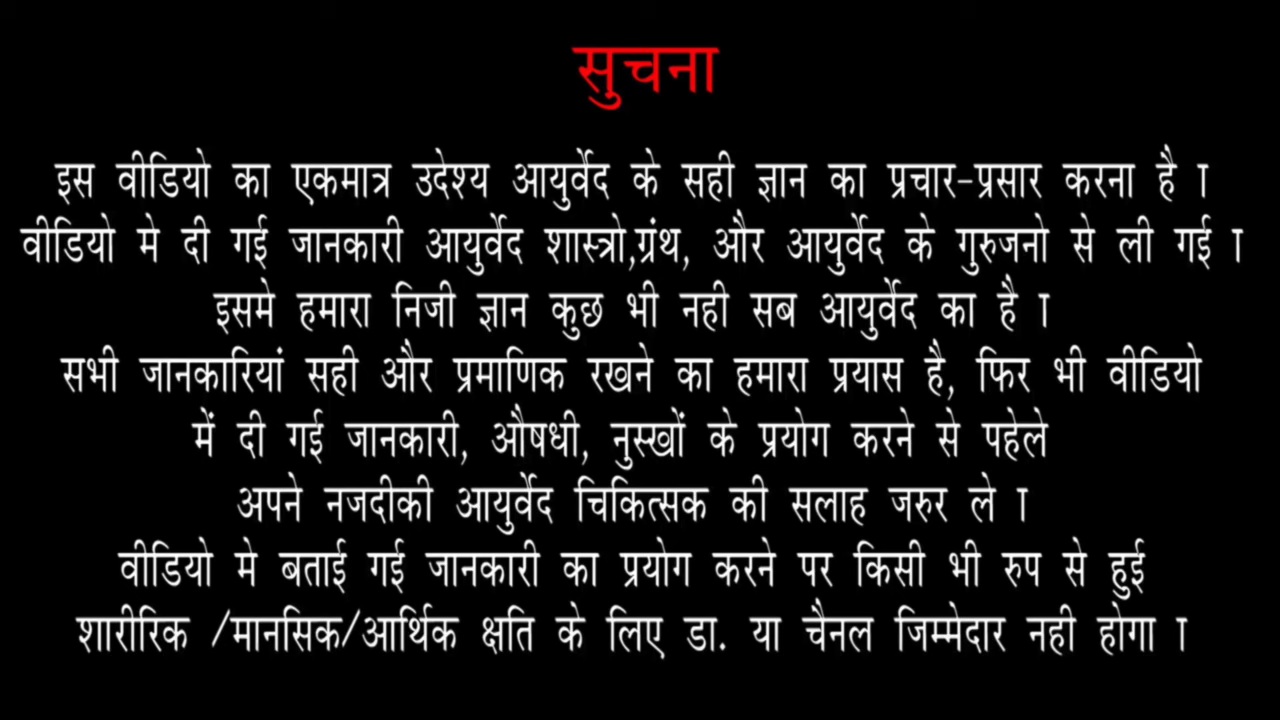 सुचना
इस वीडियो का एकमात्र उदेश्य आयुर्वेद के सही ज्ञान का प्रचार-प्रसार करना है ।
वीडियो मे दी गई जानकारी आयुर्वेद शास्त्रो,ग्रंथ, और आयुर्वेद के गुरुजनो से ली गई ।
इसमे हमारा निजी ज्ञान कुछ भी नही सब आयुर्वेद का है ।
सभी जानकारियां सही और प्रमाणिक रखने का हमारा प्रयास है, फिर भी वीडियो
में दी गई जानकारी, औषधी, नुस्खों के प्रयोग करने से पहेले
अपने नजदीकी आयुर्वेद चिकित्सक की सलाह जरुर ले ।
वीडियो मे बताई गई जानकारी का प्रयोग करने पर किसी भी रुप से हुई
शारीरिक /मानसिक/आर्थिक क्षति के लिए डा. या चैनल जिम्मेदार नही होगा ।